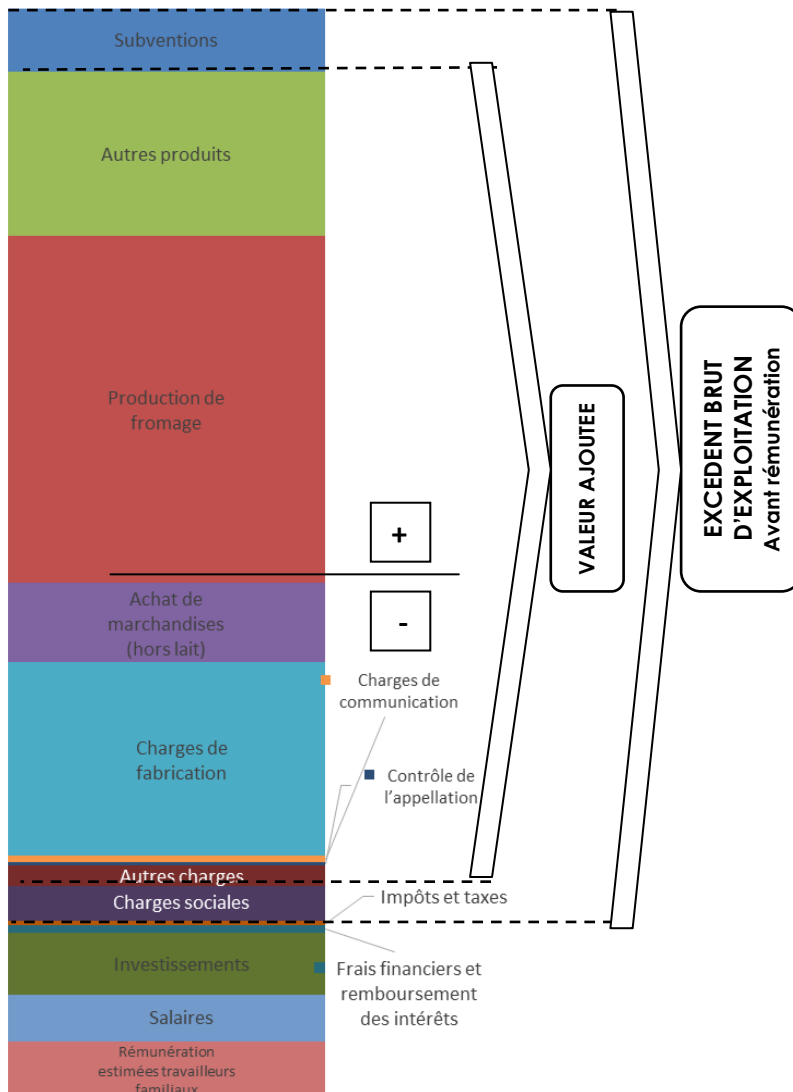 Subventions
Autres produits
Production de
fromage
+
-
Achat de
marchandises
(hors lait)
Charges de
communication
Charges de
fabrication
Contrôle de
l'appellation
Autres charges
Charges sociales
Impôts et taxes
Investissements
Frais financiers et
remboursement
des intérêts
Salaires
Rémunération
estimées travailleurs
familiaux
VALEUR AJOUTEE
EXCEDENT BRUT
D'EXPLOITATION
Avant rémunération